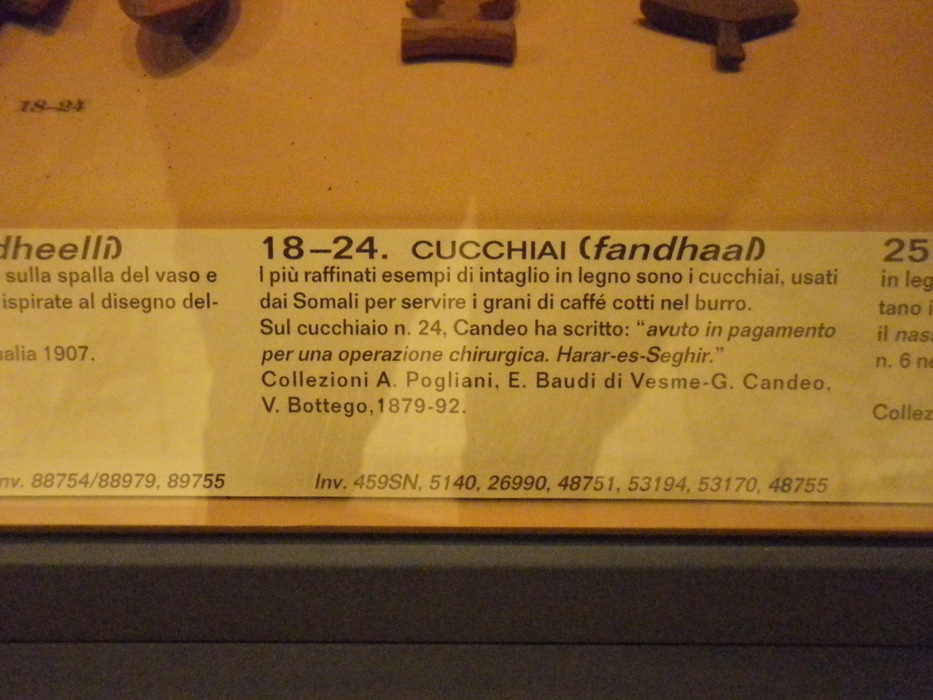 18–24
dheelli)
sulla spalla del vaso e
ispirate al disegno del-
alia 1907.
nv. 88754/88979, 89755
18–24. CUCCHIAI (fandhaal)
I più raffinati esempi di intaglio in legno sono i cucchiai, usati
dai Somali per servire i grani di caffé cotti nel burro.
Sul cucchiaio n. 24, Candeo ha scritto: “avuto in pagamento
per una operazione chirurgica. Harar-es-Seghir.”
Collezioni A. Pogliani, E. Baudi di Vesme-G. Candeo,
V. Bottego,1879-92.
Inv. 459SN, 5140, 26990, 48751, 53194, 53170, 48755
25
in leg
tano i
il nas
n. 6 ne
Collez